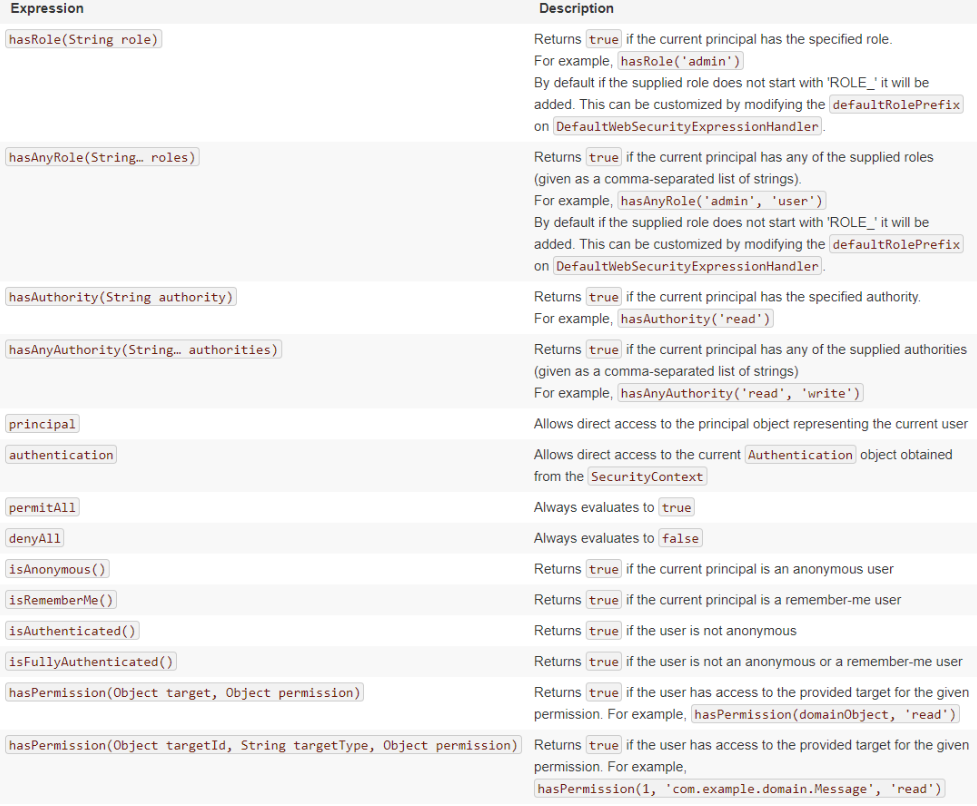 Expression Description
hasRole(String role) Returns true if the current principal has the specified role.
For example, hasRole('admin')
By default if the supplied role does not start with 'ROLE_' it will be
added. This can be customized by modifying the defaultRolePrefix
on DefaultWebSecurityExpressionHandler.
hasAnyRole(String… roles) Returns true if the current principal has any of the supplied roles
(given as a comma-separated list of strings).
For example, hasAnyRole('admin', 'user')
By default if the supplied role does not start with 'ROLE_' it will be
added. This can be customized by modifying the defaultRolePrefix
on DefaultWebSecurityExpressionHandler.
hasAuthority(String authority) Returns true if the current principal has the specified authority.
For example, hasAuthority('read')
hasAnyAuthority(String… authorities) Returns true if the current principal has any of the supplied authorities
(given as a comma-separated list of strings)
For example, hasAnyAuthority('read', 'write')
principal Allows direct access to the principal object representing the current user
authentication Allows direct access to the current Authentication object obtained
from the SecurityContext
permitAll Always evaluates to true
denyAll Always evaluates to false
isAnonymous() Returns true if the current principal is an anonymous user
isRememberMe() Returns true if the current principal is a remember-me user
isAuthenticated() Returns true if the user is not anonymous
isFullyAuthenticated() Returns true if the user is not an anonymous or a remember-me user
hasPermission(Object target, Object permission) Returns true if the user has access to the provided target for the given
permission. For example, hasPermission(domainObject, 'read')
hasPermission(Object targetId, String targetType, Object permission) Returns true if the user has access to the provided target for the given
permission. For example,
hasPermission(1, 'com.example.domain.Message', 'read')